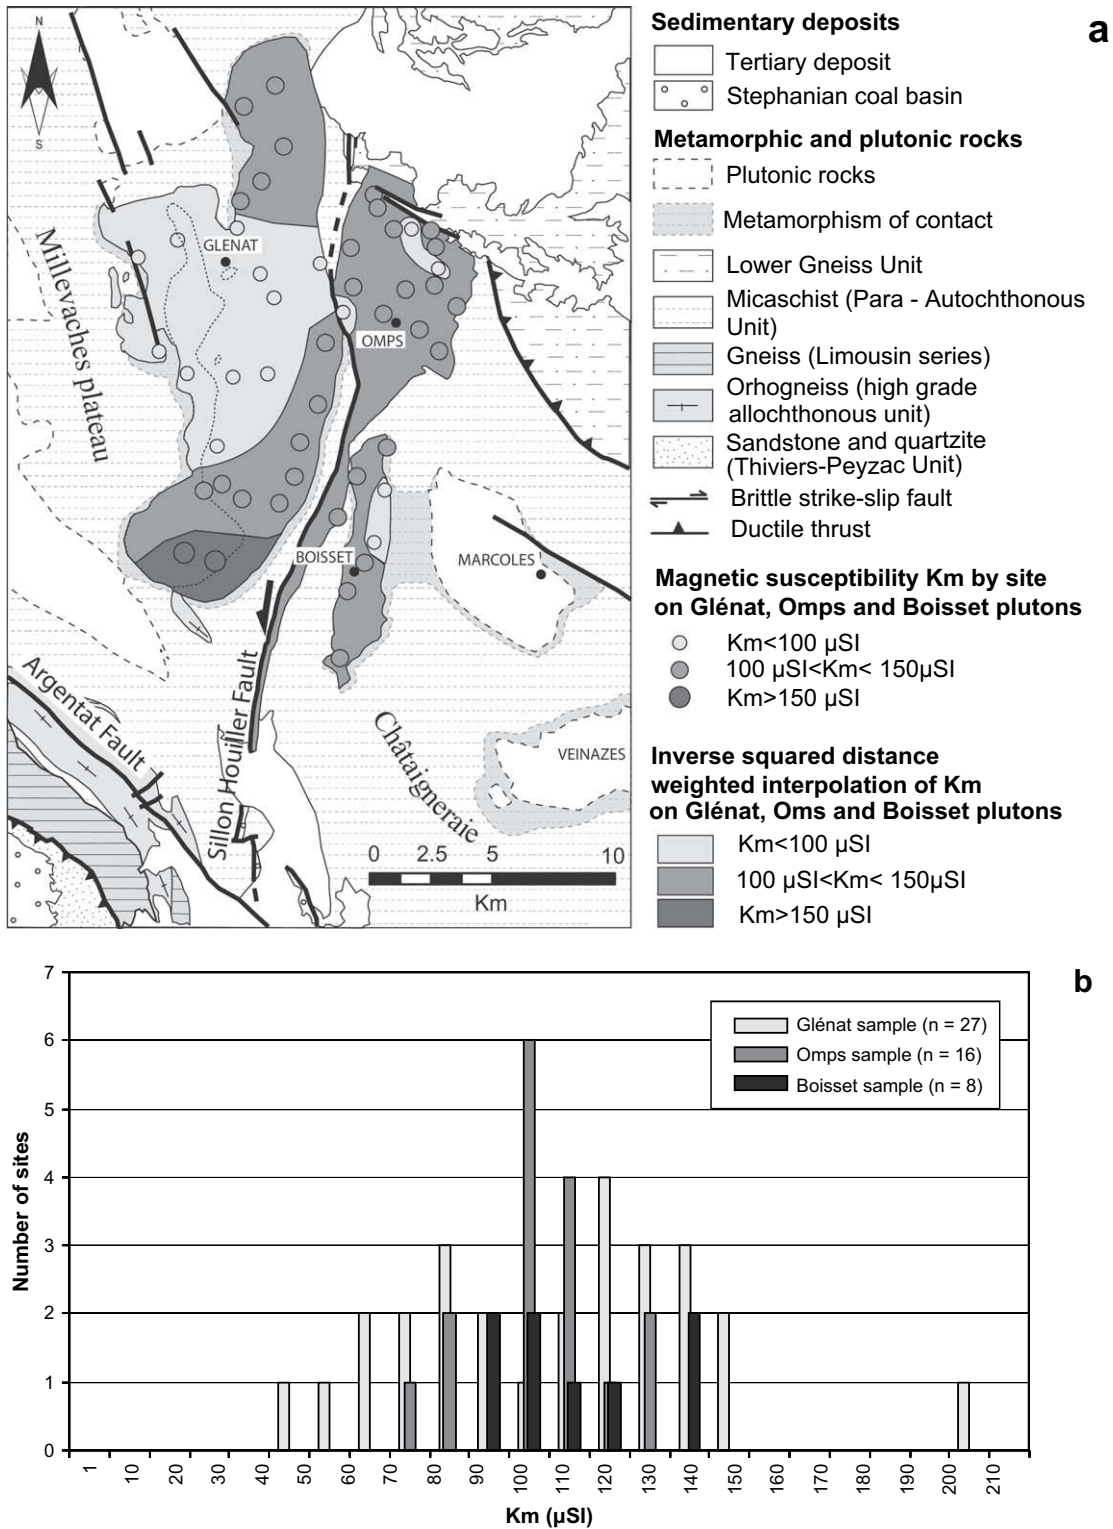 a
N
S
GLENAT
OMPS
BOISSET
MARCOLES
VEINAZES
Millevaches plateau
Argentat Fault
Sillon Houiller Fault
Châtaigneraie
0 2.5 5 10
Km
Sedimentary deposits
Tertiary deposit
Stephanian coal basin
Metamorphic and plutonic rocks
Plutonic rocks
Metamorphism of contact
Lower Gneiss Unit
Micaschist (Para - Autochthonous
Unit)
Gneiss (Limousin series)
Orhogneiss (high grade
allochthonous unit)
Sandstone and quartzite
(Thiviers-Peyzac Unit)
Brittle strike-slip fault
Ductile thrust
Magnetic susceptibility Km by site
on Glénat, Omps and Boisset plutons
Km<100 µSI
100 µSI<Km< 150µSI
Km>150 µSI
Inverse squared distance
weighted interpolation of Km
on Glénat, Oms and Boisset plutons
Km<100 µSI
100 µSI<Km< 150µSI
Km>150 µSI
b
Number of sites
7
6
5
4
3
2
1
0
Glénat sample (n = 27)
Omps sample (n = 16)
Boisset sample (n = 8)
1 10 20 30 40 50 60 70 80 90 100 110 120 130 140 150 160 170 180 190 200 210
Km (µSI)